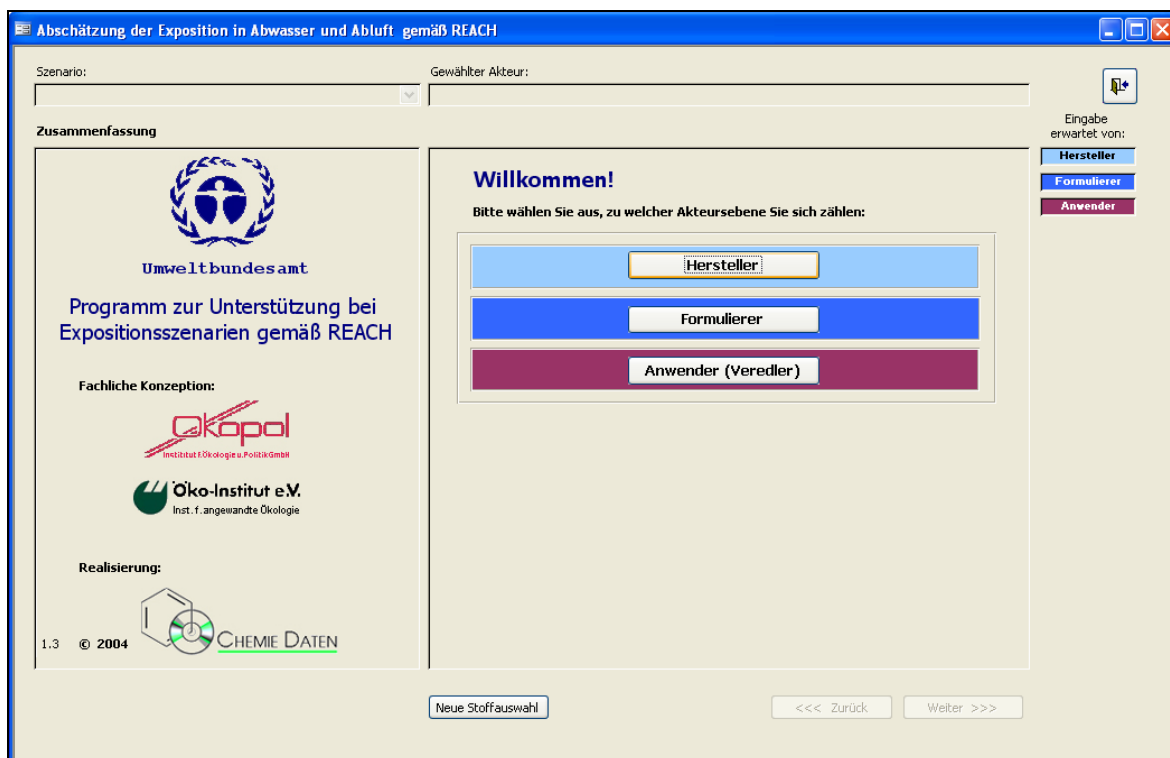 Abschätzung der Exposition in Abwasser und Abluft gemäß REACH
Szenario:
Gewählter Akteur:
Zusammenfassung
Eingabe
erwartet von:
Hersteller
Formulierer
Anwender
Umweltbundesamt
Programm zur Unterstützung bei
Expositionsszenarien gemäß REACH
Fachliche Konzeption:
Ökopol
Institut f. Ökologie u. Politik GmbH
Öko-Institut e.V.
Inst. f. angewandte Ökologie
Realisierung:
CHEMIE DATEN
1.3 © 2004
Willkommen!
Bitte wählen Sie aus, zu welcher Akteursebene Sie sich zählen:
Hersteller
Formulierer
Anwender (Veredler)
Neue Stoffauswahl
<<< Zurück
Weiter >>>